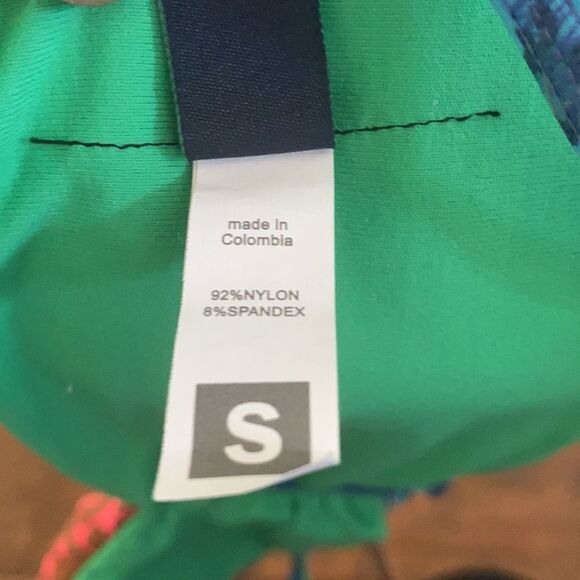 made in
Colombia
92%NYLON
8%SPANDEX
S